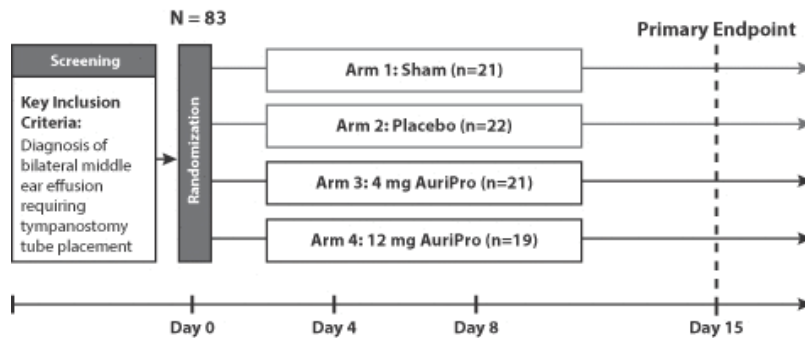 N = 83
Primary Endpoint
Screening
Key Inclusion
Criteria:
Diagnosis of
bilateral middle
ear effusion
requiring
tympanostomy
tube placement
Randomization
Arm 1: Sham (n=21)
Arm 2: Placebo (n=22)
Arm 3: 4 mg AuriPro (n=21)
Arm 4: 12 mg AuriPro (n=19)
Day 0
Day 4
Day 8
Day 15